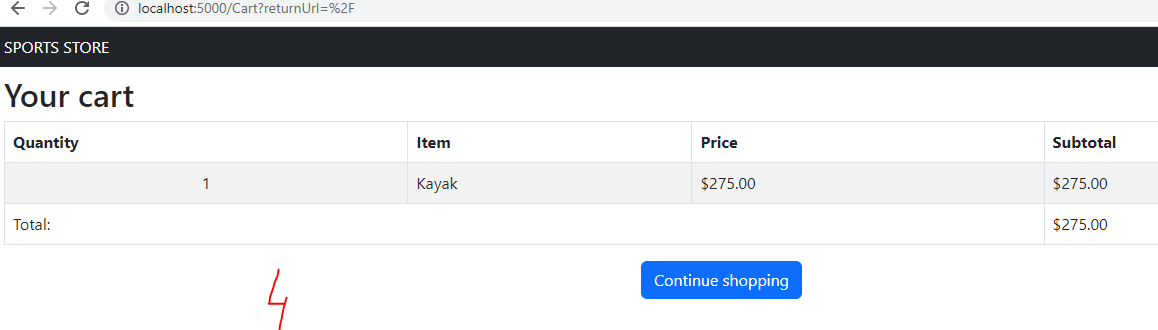 localhost:5000/Cart?returnUrl=%2F
SPORTS STORE
Your cart
Quantity Item Price Subtotal
1 Kayak $275.00 $275.00
Total: $275.00
Continue shopping
4